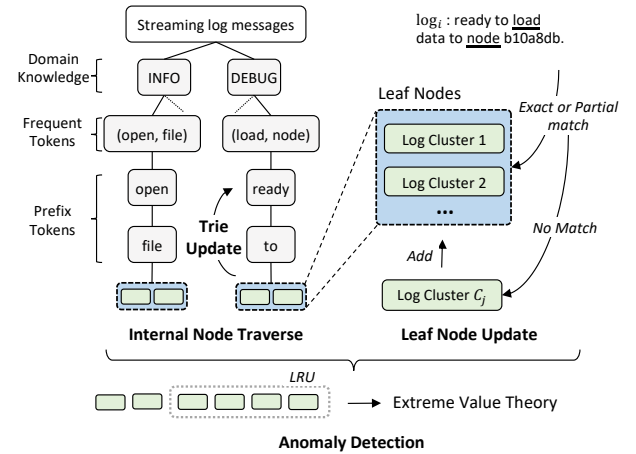 Streaming log messages
Domain
Knowledge
INFO
DEBUG
Frequent
Tokens
(open, file)
(load, node)
Prefix
Tokens
open
ready
file
to
Trie
Update
Internal Node Traverse
log𝑖 : ready to load
data to node b10a8db.
Leaf Nodes
Log Cluster 1
Log Cluster 2
...
Exact or Partial
match
No Match
Add
Log Cluster 𝐶𝑗
Leaf Node Update
LRU
Extreme Value Theory
Anomaly Detection